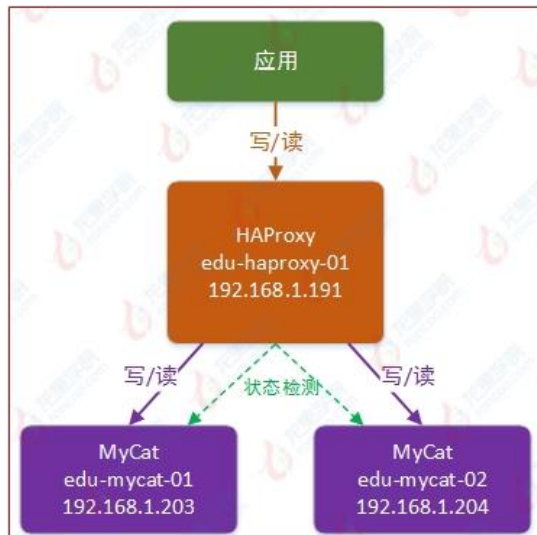 应用
写/读
HAProxy
edu-haproxy-01
192.168.1.191
写/读
状态检测
写/读
MyCat
edu-mycat-01
192.168.1.203
MyCat
edu-mycat-02
192.168.1.204